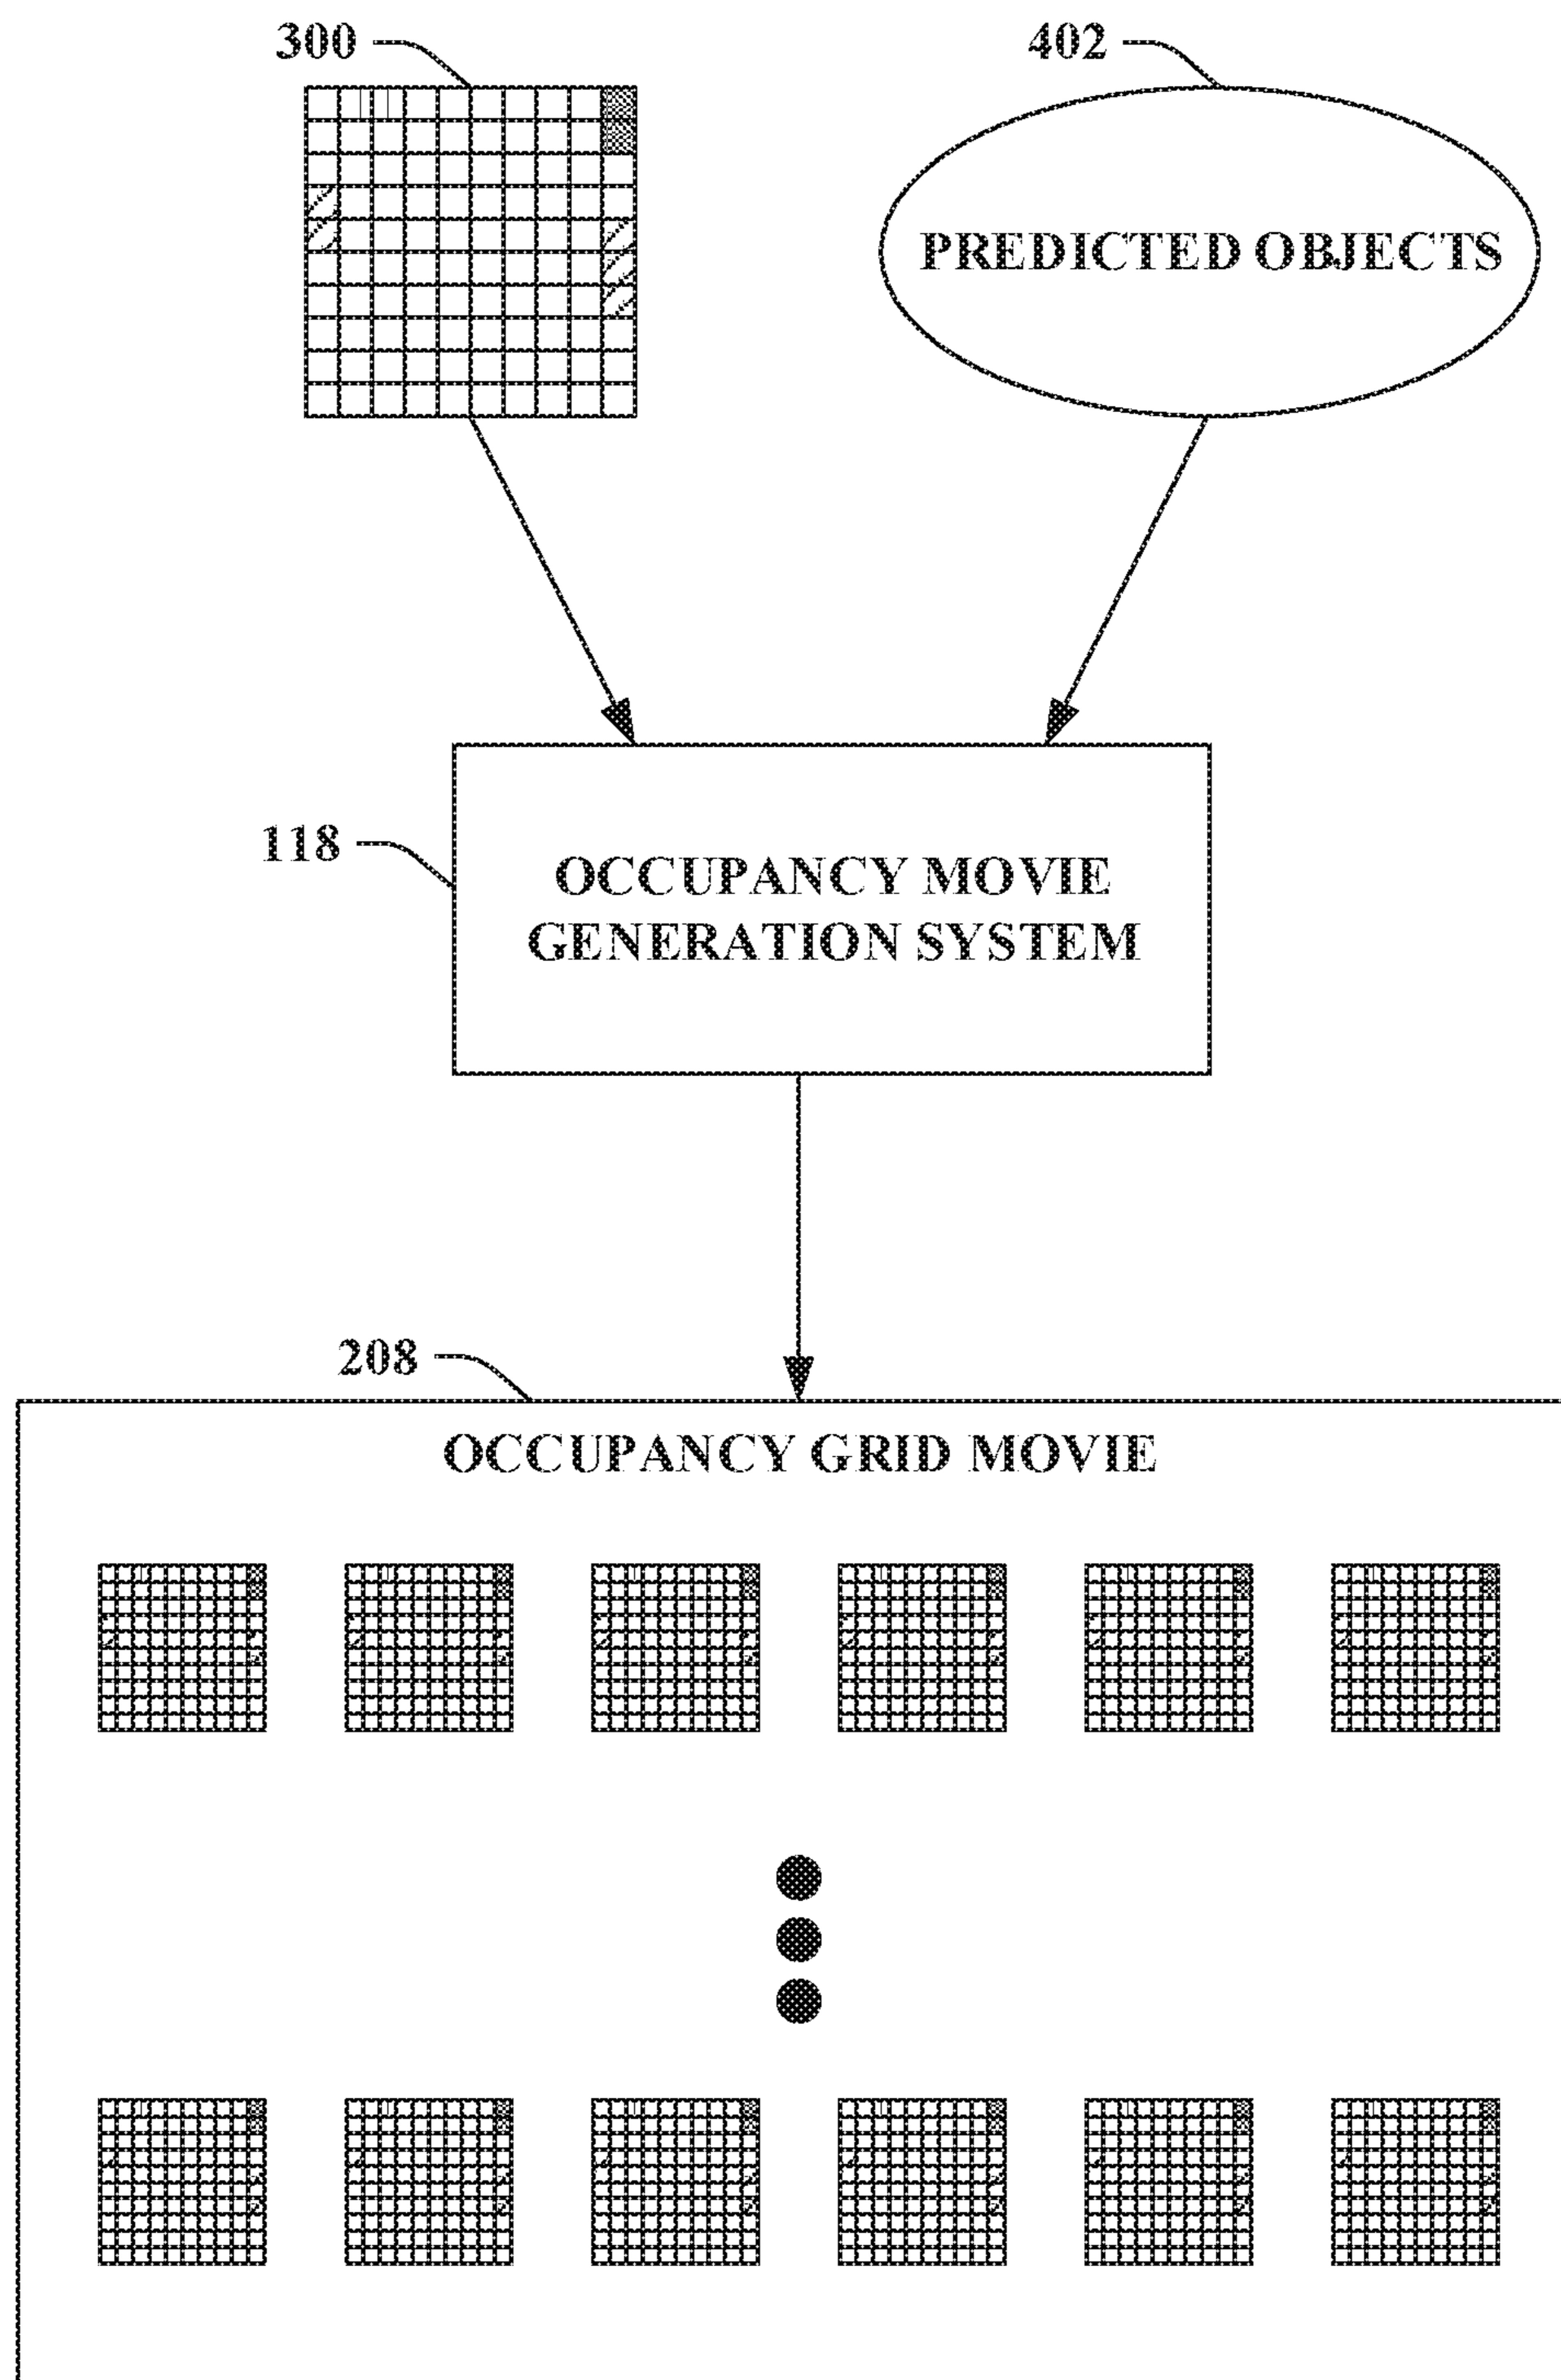 300
402
PREDICTED OBJECTS
118
OCCUPANCY MOVIE
GENERATION SYSTEM
208
OCCUPANCY GRID MOVIE